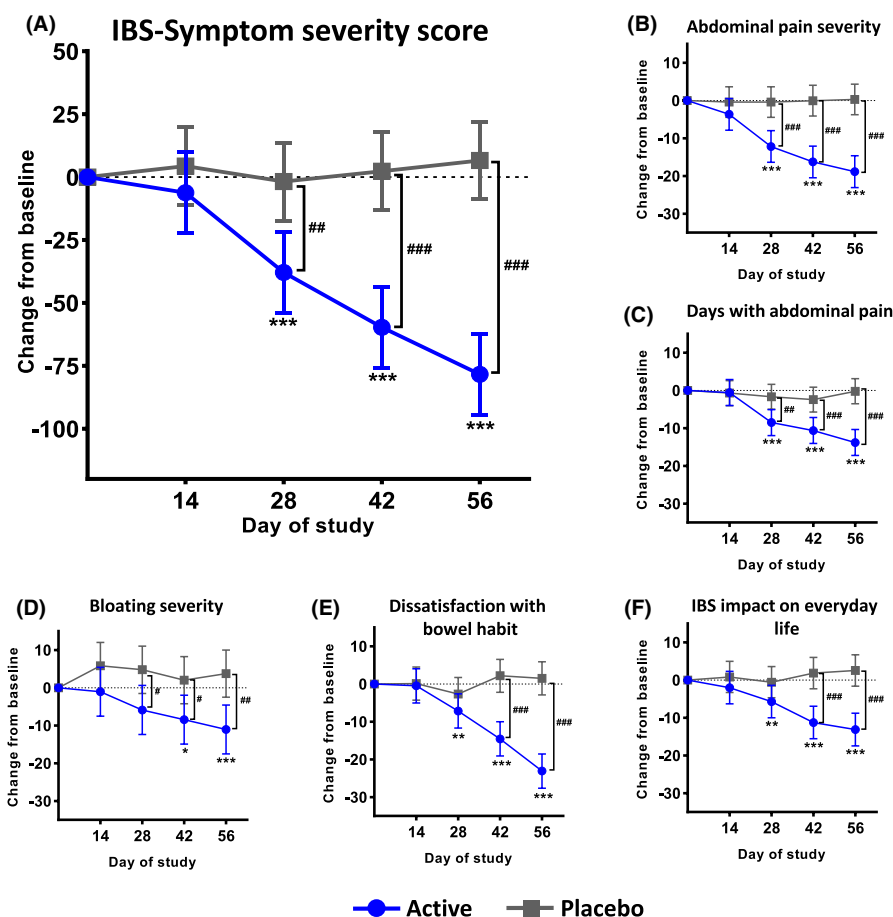 (A)
IBS-Symptom severity score
50
25
0
-25
-50
-75
-100
Change from baseline
##
###
###
***
***
***
14 28 42 56
Day of study
(B)
Abdominal pain severity
10
0
-10
-20
-30
Change from baseline
###
###
###
***
***
***
14 28 42 56
Day of study
(C)
Days with abdominal pain
10
0
-10
-20
-30
Change from baseline
##
###
###
***
***
***
14 28 42 56
Day of study
(D)
Bloating severity
10
0
-10
-20
-30
Change from baseline
#
#
##
*
***
14 28 42 56
Day of study
(E)
Dissatisfaction with
bowel habit
10
0
-10
-20
-30
Change from baseline
###
###
**
***
***
14 28 42 56
Day of study
(F)
IBS impact on everyday
life
10
0
-10
-20
-30
Change from baseline
###
###
**
***
***
14 28 42 56
Day of study
Active Placebo